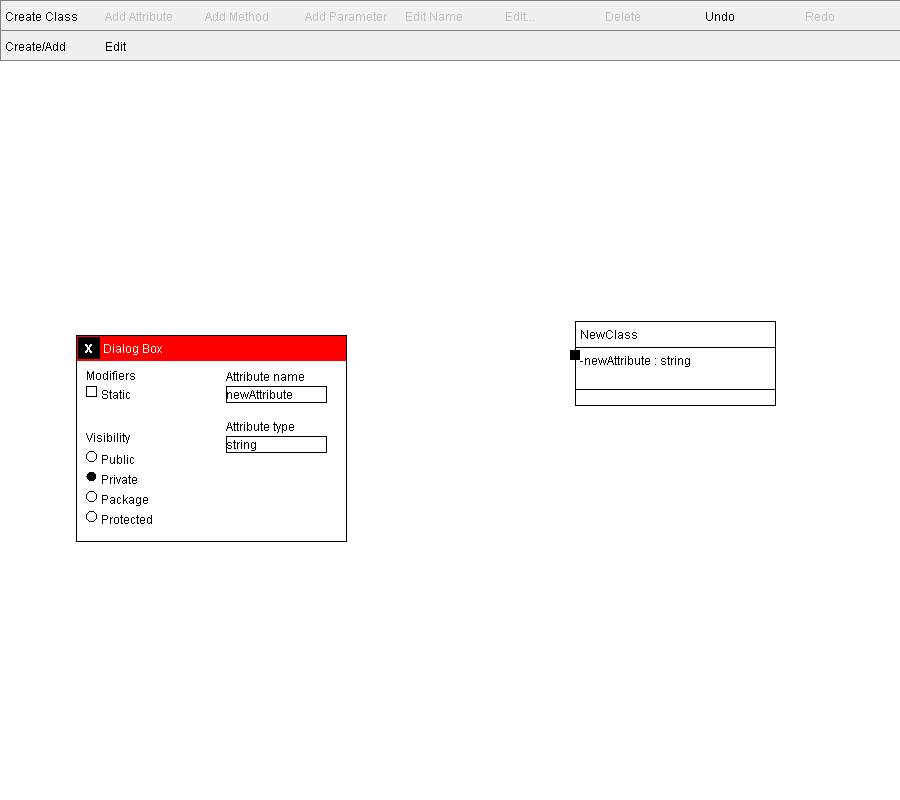 Create Class Add Attribute Add Method Add Parameter Edit Name Edit... Delete Undo Redo
Create/Add Edit
X Dialog Box
Modifiers
Static
Visibility
Public
Private
Package
Protected
Attribute name
newAttribute
Attribute type
string
NewClass
-newAttribute : string